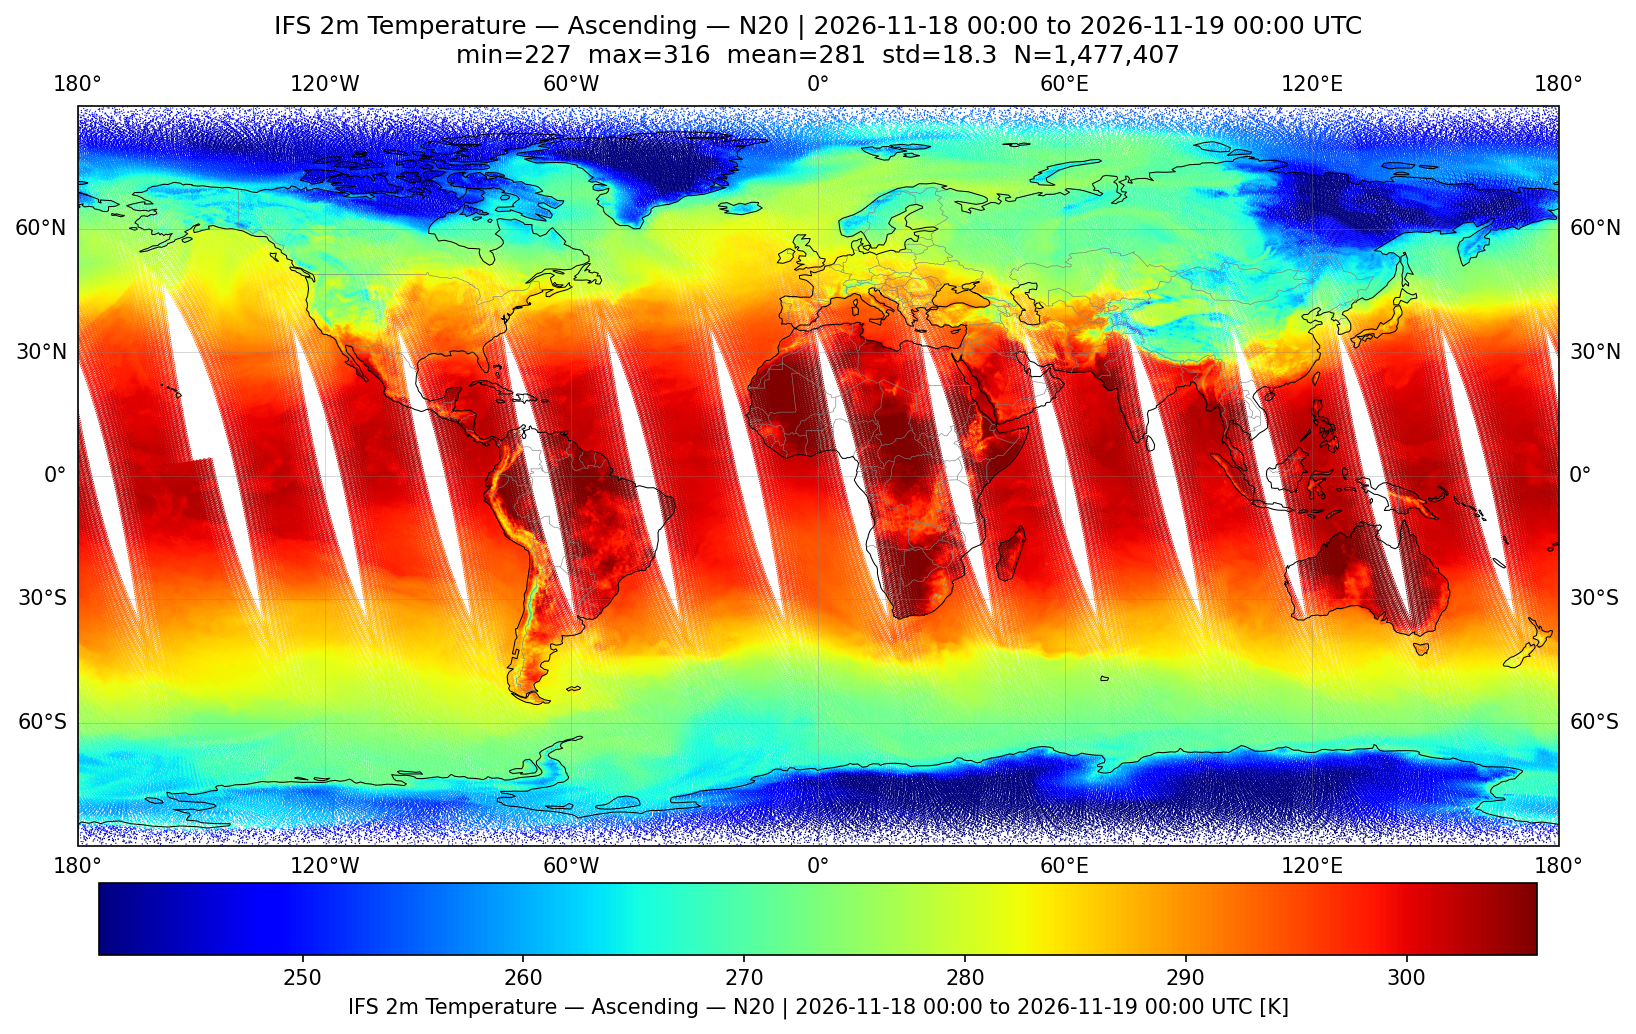 IFS 2m Temperature — Ascending — N20 | 2026-11-18 00:00 to 2026-11-19 00:00 UTC
min=227 max=316 mean=281 std=18.3 N=1,477,407
180° 120°W 60°W 0° 60°E 120°E 180°
60°N 60°N
30°N 30°N
0° 0°
30°S 30°S
60°S 60°S
180° 120°W 60°W 0° 60°E 120°E 180°
250 260 270 280 290 300
IFS 2m Temperature — Ascending — N20 | 2026-11-18 00:00 to 2026-11-19 00:00 UTC [K]